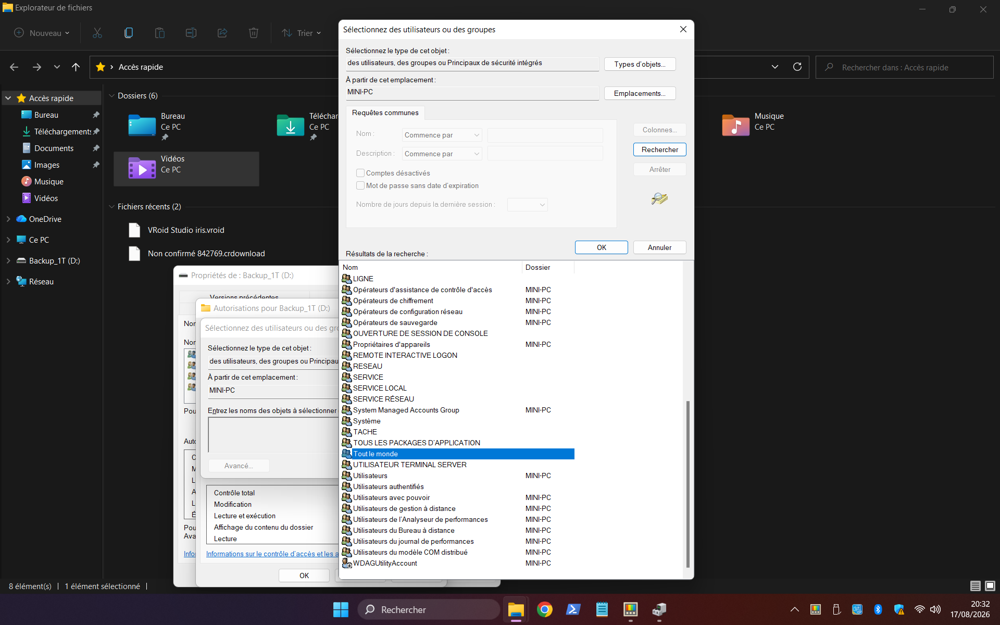 Explorateur de fichiers
Nouveau
Trier
Accès rapide
Rechercher dans : Accès rapide
Accès rapide
Bureau
Téléchargements
Documents
Images
Musique
Vidéos
OneDrive
Ce PC
Backup_1T (D:)
Réseau
Dossiers (6)
Bureau
Ce PC
Téléchar
Ce PC
Musique
Ce PC
Vidéos
Ce PC
Fichiers récents (2)
VRoid Studio iris.vroid
Non confirmé 842769.crdownload
Propriétés de : Backup_1T (D:)
Versions précédentes
Nor
Nor
Pou
Auto
Pou
Ava
Infor
Autorisations pour Backup_1T (D:)
Sélectionnez des utilisateurs ou des gro
Sélectionnez le type de cet objet :
des utilisateurs, des groupes ou Principau
À partir de cet emplacement :
MINI-PC
Entrez les noms des objets à sélectionner
Avancé...
Contrôle total
Modification
Lecture et exécution
Affichage du contenu du dossier
Lecture
Informations sur le contrôle d'accès et les a
OK
Sélectionnez des utilisateurs ou des groupes
Sélectionnez le type de cet objet :
des utilisateurs, des groupes ou Principaux de sécurité intégrés
Types d'objets...
À partir de cet emplacement :
MINI-PC
Emplacements...
Requêtes communes
Nom :
Commence par
Description :
Commence par
Comptes désactivés
Mot de passe sans date d'expiration
Nombre de jours depuis la dernière session :
Colonnes...
Rechercher
Arrêter
OK
Annuler
Résultats de la recherche :
Nom Dossier
LIGNE
Opérateurs d'assistance de contrôle d'accès MINI-PC
Opérateurs de chiffrement MINI-PC
Opérateurs de configuration réseau MINI-PC
Opérateurs de sauvegarde MINI-PC
OUVERTURE DE SESSION DE CONSOLE
Propriétaires d'appareils MINI-PC
REMOTE INTERACTIVE LOGON
RESEAU
SERVICE
SERVICE LOCAL
SERVICE RÉSEAU
System Managed Accounts Group MINI-PC
Système
TACHE
TOUS LES PACKAGES D'APPLICATION
Tout le monde
UTILISATEUR TERMINAL SERVER
Utilisateurs MINI-PC
Utilisateurs authentifiés
Utilisateurs avec pouvoir MINI-PC
Utilisateurs de gestion à distance MINI-PC
Utilisateurs de l'Analyseur de performances MINI-PC
Utilisateurs du Bureau à distance MINI-PC
Utilisateurs du journal de performances MINI-PC
Utilisateurs du modèle COM distribué MINI-PC
WDAGUtilityAccount MINI-PC
8 élément(s)
1 élément sélectionné
Rechercher
20:32
17/08/2026